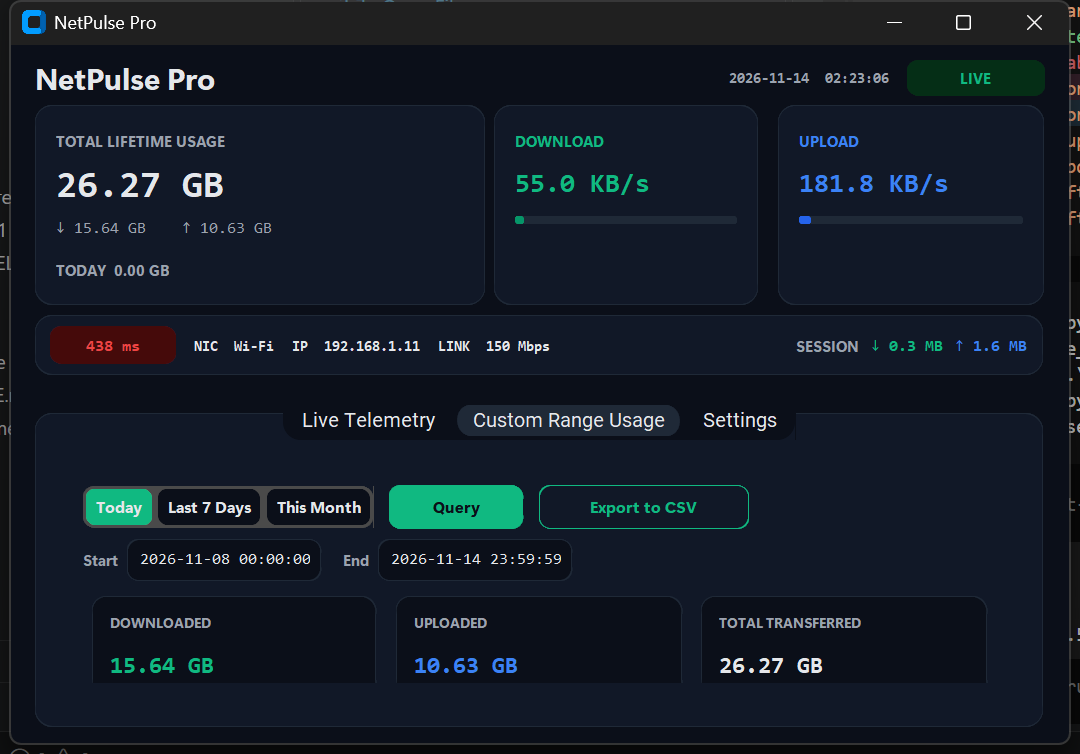 NetPulse Pro
NetPulse Pro
2026-11-14 02:23:06
LIVE
TOTAL LIFETIME USAGE
26.27 GB
↓ 15.64 GB ↑ 10.63 GB
TODAY 0.00 GB
DOWNLOAD
55.0 KB/s
UPLOAD
181.8 KB/s
438 ms
NIC Wi-Fi IP 192.168.1.11 LINK 150 Mbps
SESSION ↓ 0.3 MB ↑ 1.6 MB
Live Telemetry Custom Range Usage Settings
Today Last 7 Days This Month Query Export to CSV
Start 2026-11-08 00:00:00 End 2026-11-14 23:59:59
DOWNLOADED
15.64 GB
UPLOADED
10.63 GB
TOTAL TRANSFERRED
26.27 GB